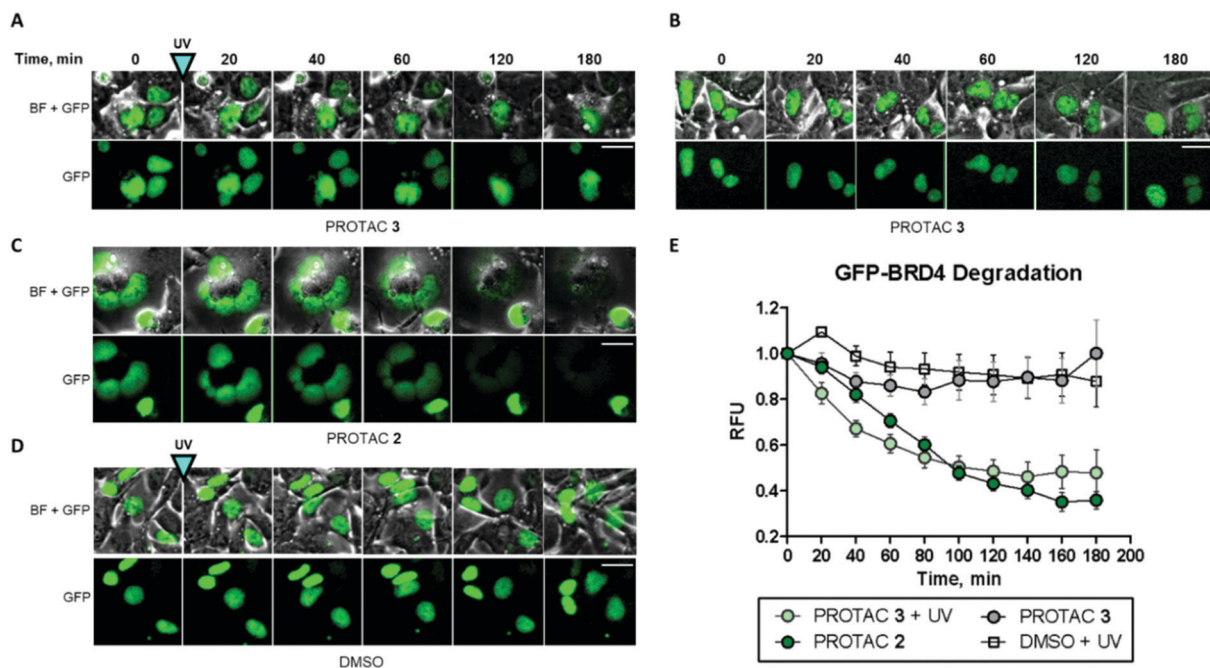 A
B
UV
Time, min 0 20 40 60 120 180
0 20 40 60 120 180
BF + GFP
GFP
PROTAC 3
PROTAC 3
C
BF + GFP
GFP
PROTAC 2
D
UV
BF + GFP
GFP
DMSO
E
GFP-BRD4 Degradation
1.2
1.0
0.8
0.6
0.4
0.2
RFU
0 20 40 60 80 100 120 140 160 180 200
Time, min
PROTAC 3 + UV
PROTAC 3
PROTAC 2
DMSO + UV